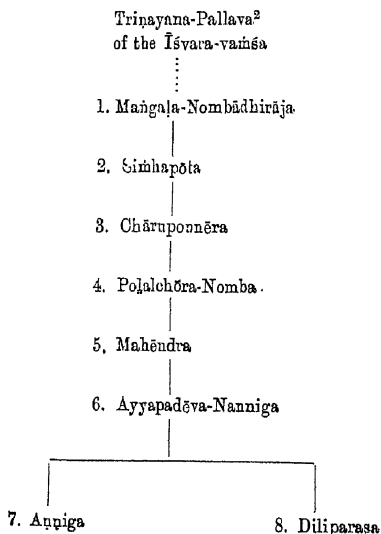 Triṇayana-Pallava²
of the Īśvara-vaṁśa
1. Maṅgaḷa-Nombādhirāja
2. Siṁhapōta
3. Chāruponnēra
4. Poḷalchōra-Nomba.
5. Mahēndra
6. Ayyapadēva-Nanniga
7. Aṇṇiga
8. Diliparasa